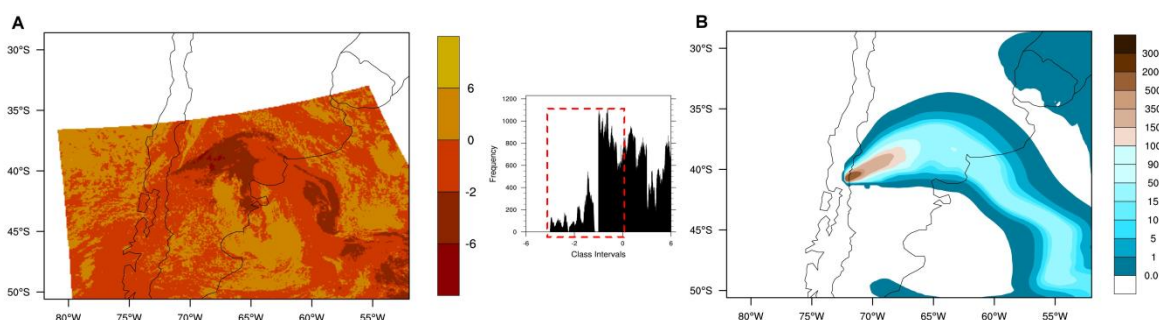 A
30°S
35°S
40°S
45°S
50°S
80°W
75°W
70°W
65°W
60°W
55°W
6
0
-2
-6
Frequency
1200
1000
800
600
400
200
0
-6
-2
0
6
Class Intervals
B
30°S
35°S
40°S
45°S
50°S
80°W
75°W
70°W
65°W
60°W
55°W
300
200
500
350
100
90
50
15
10
5
1
0.0